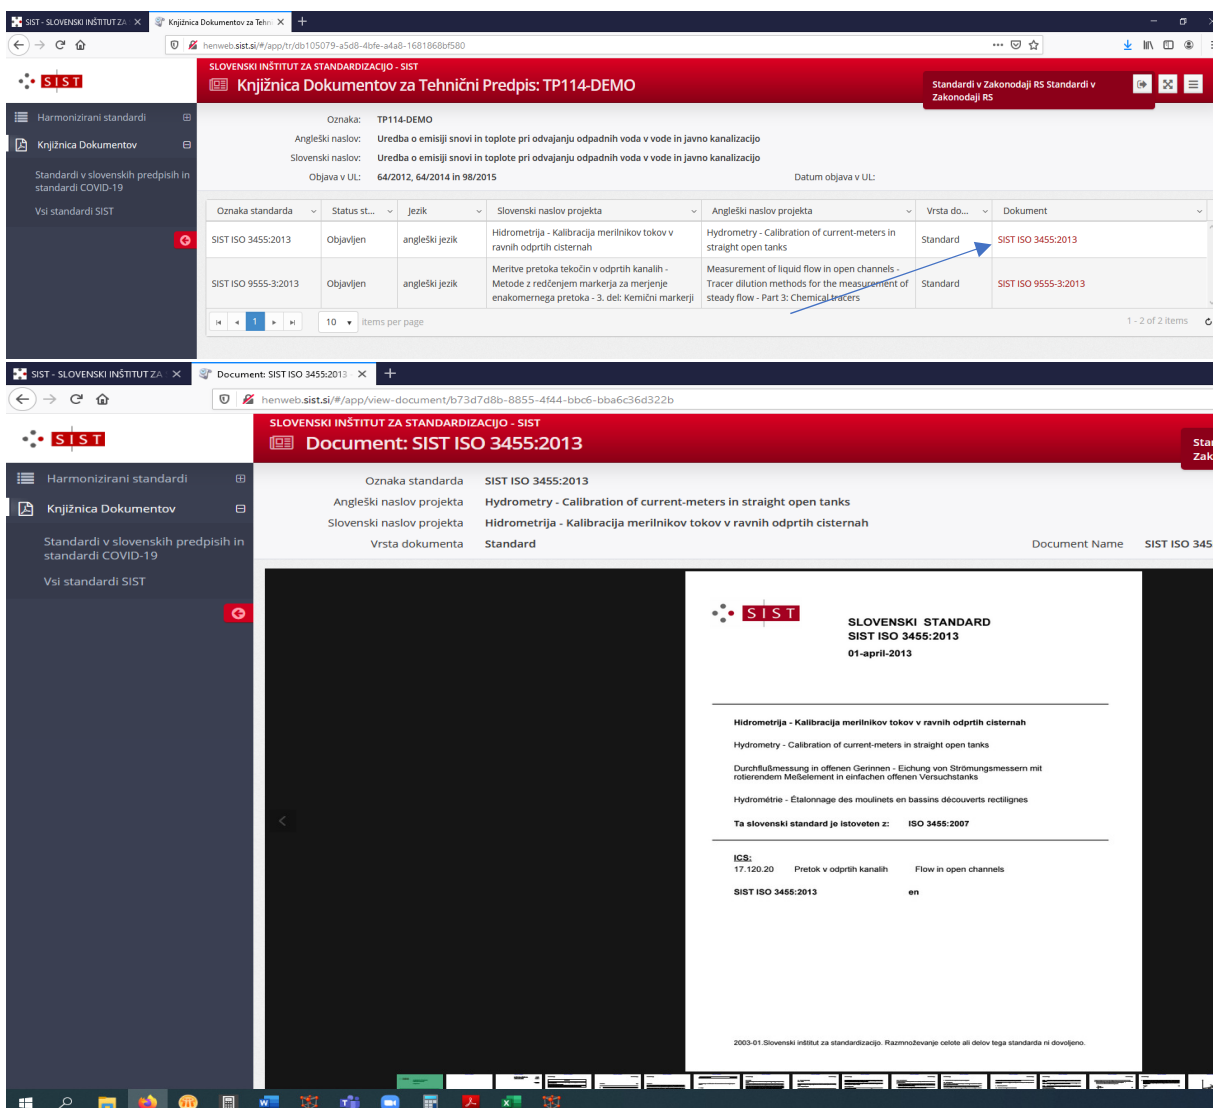 SIST - SLOVENSKI INŠTITUT ZA S
Knjižnica Dokumentov za Tehni
henweb.sist.si/#/app/tr/db105079-a5d8-4bfe-a4a8-1681868bf580
SIST
SLOVENSKI INŠTITUT ZA STANDARDIZACIJO - SIST
Knjižnica Dokumentov za Tehnični Predpis: TP114-DEMO
Standardi v Zakonodaji RS Standardi v
Zakonodaji RS
Harmonizirani standardi
Knjižnica Dokumentov
Standardi v slovenskih predpisih in
standardi COVID-19
Vsi standardi SIST
Oznaka: TP114-DEMO
Angleški naslov: Uredba o emisiji snovi in toplote pri odvajanju odpadnih voda v vode in javno kanalizacijo
Slovenski naslov: Uredba o emisiji snovi in toplote pri odvajanju odpadnih voda v vode in javno kanalizacijo
Objava v UL: 64/2012, 64/2014 in 98/2015 Datum objava v UL:
Oznaka standarda Status st... Jezik Slovenski naslov projekta Angleški naslov projekta Vrsta do... Dokument
SIST ISO 3455:2013 Objavljen angleški jezik Hidrometrija - Kalibracija merilnikov tokov v
ravnih odprtih cisternah Hydrometry - Calibration of current-meters in
straight open tanks Standard SIST ISO 3455:2013
SIST ISO 9555-3:2013 Objavljen angleški jezik Meritve pretoka tekočin v odprtih kanalih -
Metode z redčenjem markerja za merjenje
enakomernega pretoka - 3. del: Kemični markerji Measurement of liquid flow in open channels -
Tracer dilution methods for the measurement of
steady flow - Part 3: Chemical tracers Standard SIST ISO 9555-3:2013
1 10 items per page 1 - 2 of 2 items
SIST - SLOVENSKI INŠTITUT ZA S
Document: SIST ISO 3455:2013
henweb.sist.si/#/app/view-document/b73d7d8b-8855-4f44-bbc6-bba6c36d322b
SIST
SLOVENSKI INŠTITUT ZA STANDARDIZACIJO - SIST
Document: SIST ISO 3455:2013
Stan
Zak
Harmonizirani standardi
Knjižnica Dokumentov
Standardi v slovenskih predpisih in
standardi COVID-19
Vsi standardi SIST
Oznaka standarda SIST ISO 3455:2013
Angleški naslov projekta Hydrometry - Calibration of current-meters in straight open tanks
Slovenski naslov projekta Hidrometrija - Kalibracija merilnikov tokov v ravnih odprtih cisternah
Vrsta dokumenta Standard Document Name SIST ISO 345
SIST
SLOVENSKI STANDARD
SIST ISO 3455:2013
01-april-2013
Hidrometrija - Kalibracija merilnikov tokov v ravnih odprtih cisternah
Hydrometry - Calibration of current-meters in straight open tanks
Durchflußmessung in offenen Gerinnen - Eichung von Strömungsmessern mit
rotierendem Meßelement in einfachen offenen Versuchstanks
Hydrométrie - Étalonnage des moulinets en bassins découverts rectilignes
Ta slovenski standard je istoveten z: ISO 3455:2007
ICS:
17.120.20 Pretok v odprtih kanalih Flow in open channels
SIST ISO 3455:2013 en
2003-01.Slovenski inštitut za standardizacijo. Razmnoževanje celote ali delov tega standarda ni dovoljeno.